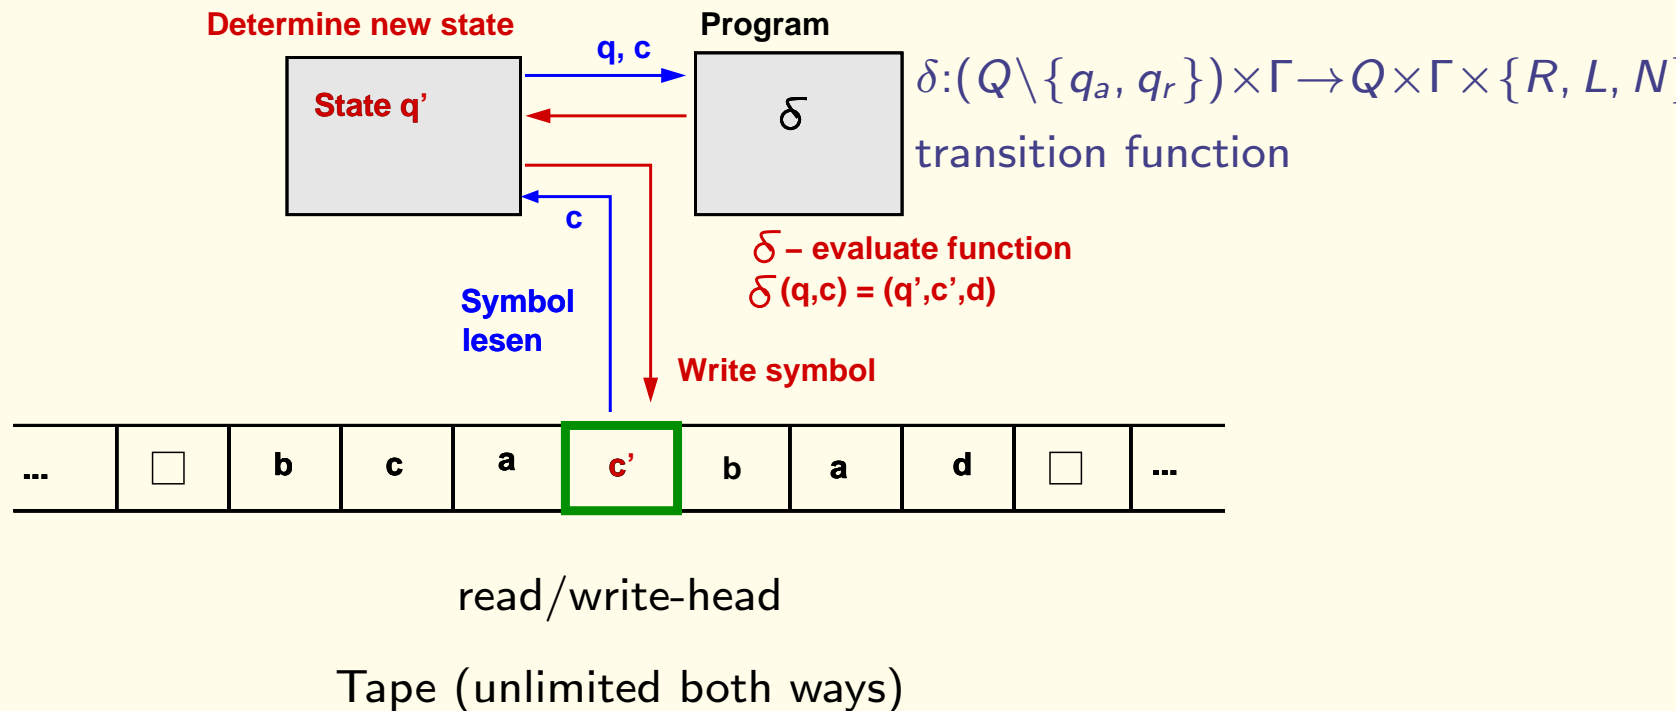 Determine new state
Program
q, c
State q’
δ
δ:(Q\{qₐ, qᵣ})×Γ→Q×Γ×{R, L, N}
transition function
c
δ – evaluate function
δ(q,c) = (q’,c’,d)
Symbol
lesen
Write symbol
... □ b c a c’ b a d □ ...
read/write-head
Tape (unlimited both ways)